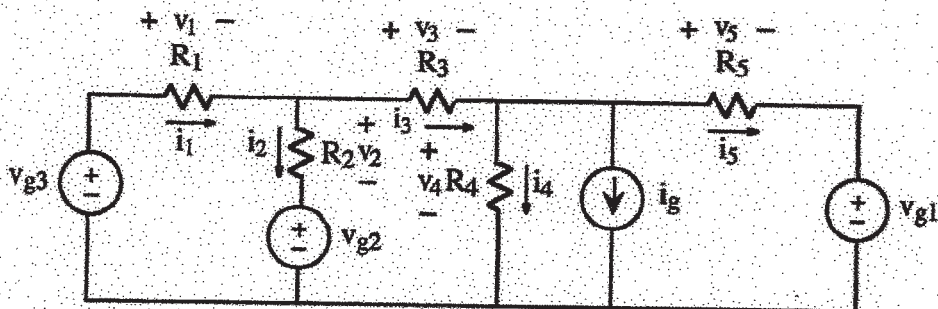 + v1 −
R1
+ v3 −
R3
+ v5 −
R5
i1
i2
R2
+
v2
−
i3
+
v4
−
R4
i4
ig
i5
vg3
+
−
+
−
vg2
+
−
vg1